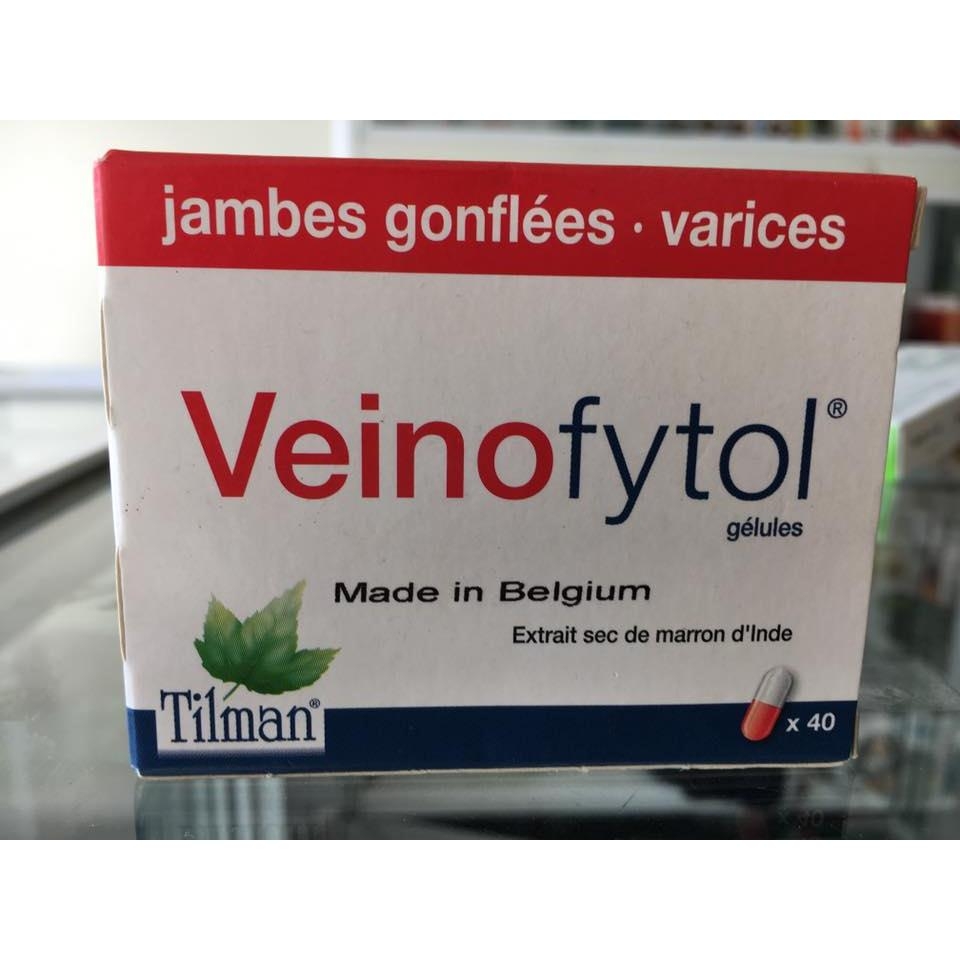 jambes gonflées · varices
Veinofytol®
gélules
Made in Belgium
Extrait sec de marron d'Inde
Tilman®
x 40